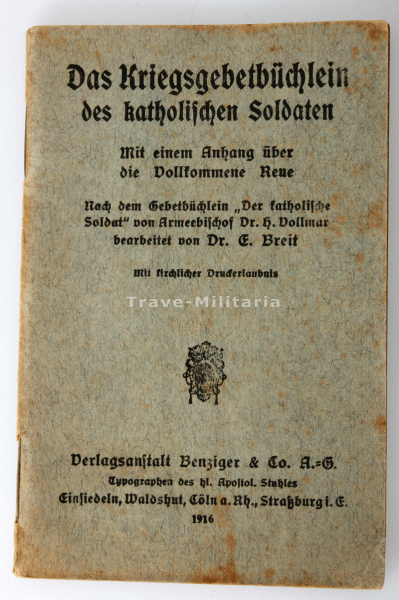 Das Kriegsgebetbüchlein
des katholischen Soldaten
Mit einem Anhang über
die Vollkommene Reue
Nach dem Gebetbüchlein „Der katholische
Soldat“ von Armeebischof Dr. H. Vollmar
bearbeitet von Dr. E. Breit
Mit kirchlicher Druckerlaubnis
Trave-Militaria
Verlagsanstalt Benziger & Co. A.=G.
Typographen des hl. Apostol. Stuhles
Einsiedeln, Waldshut, Cöln a. Rh., Straßburg i. E.
1916